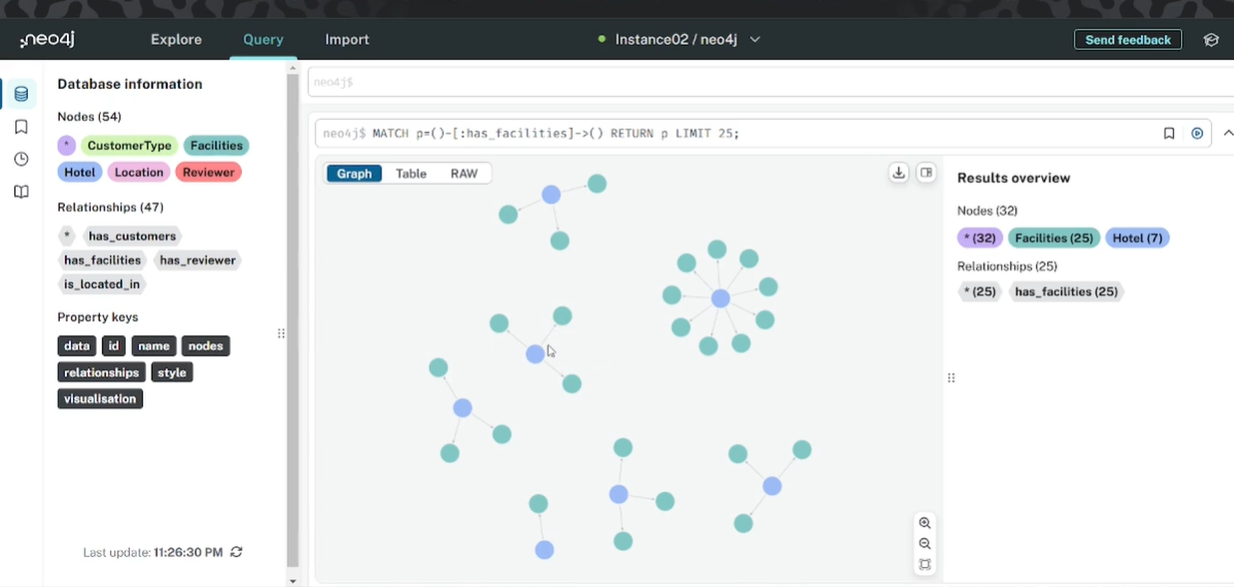 :neo4j Explore Query Import Instance02 / neo4j Send feedback
Database information
Nodes (54)
* CustomerType Facilities
Hotel Location Reviewer
Relationships (47)
* has_customers
has_facilities has_reviewer
is_located_in
Property keys
data id name nodes
relationships style
visualisation
Last update: 11:26:30 PM
neo4j$
neo4j$ MATCH p=()-[:has_facilities]->() RETURN p LIMIT 25;
Graph Table RAW
Results overview
Nodes (32)
* (32) Facilities (25) Hotel (7)
Relationships (25)
* (25) has_facilities (25)